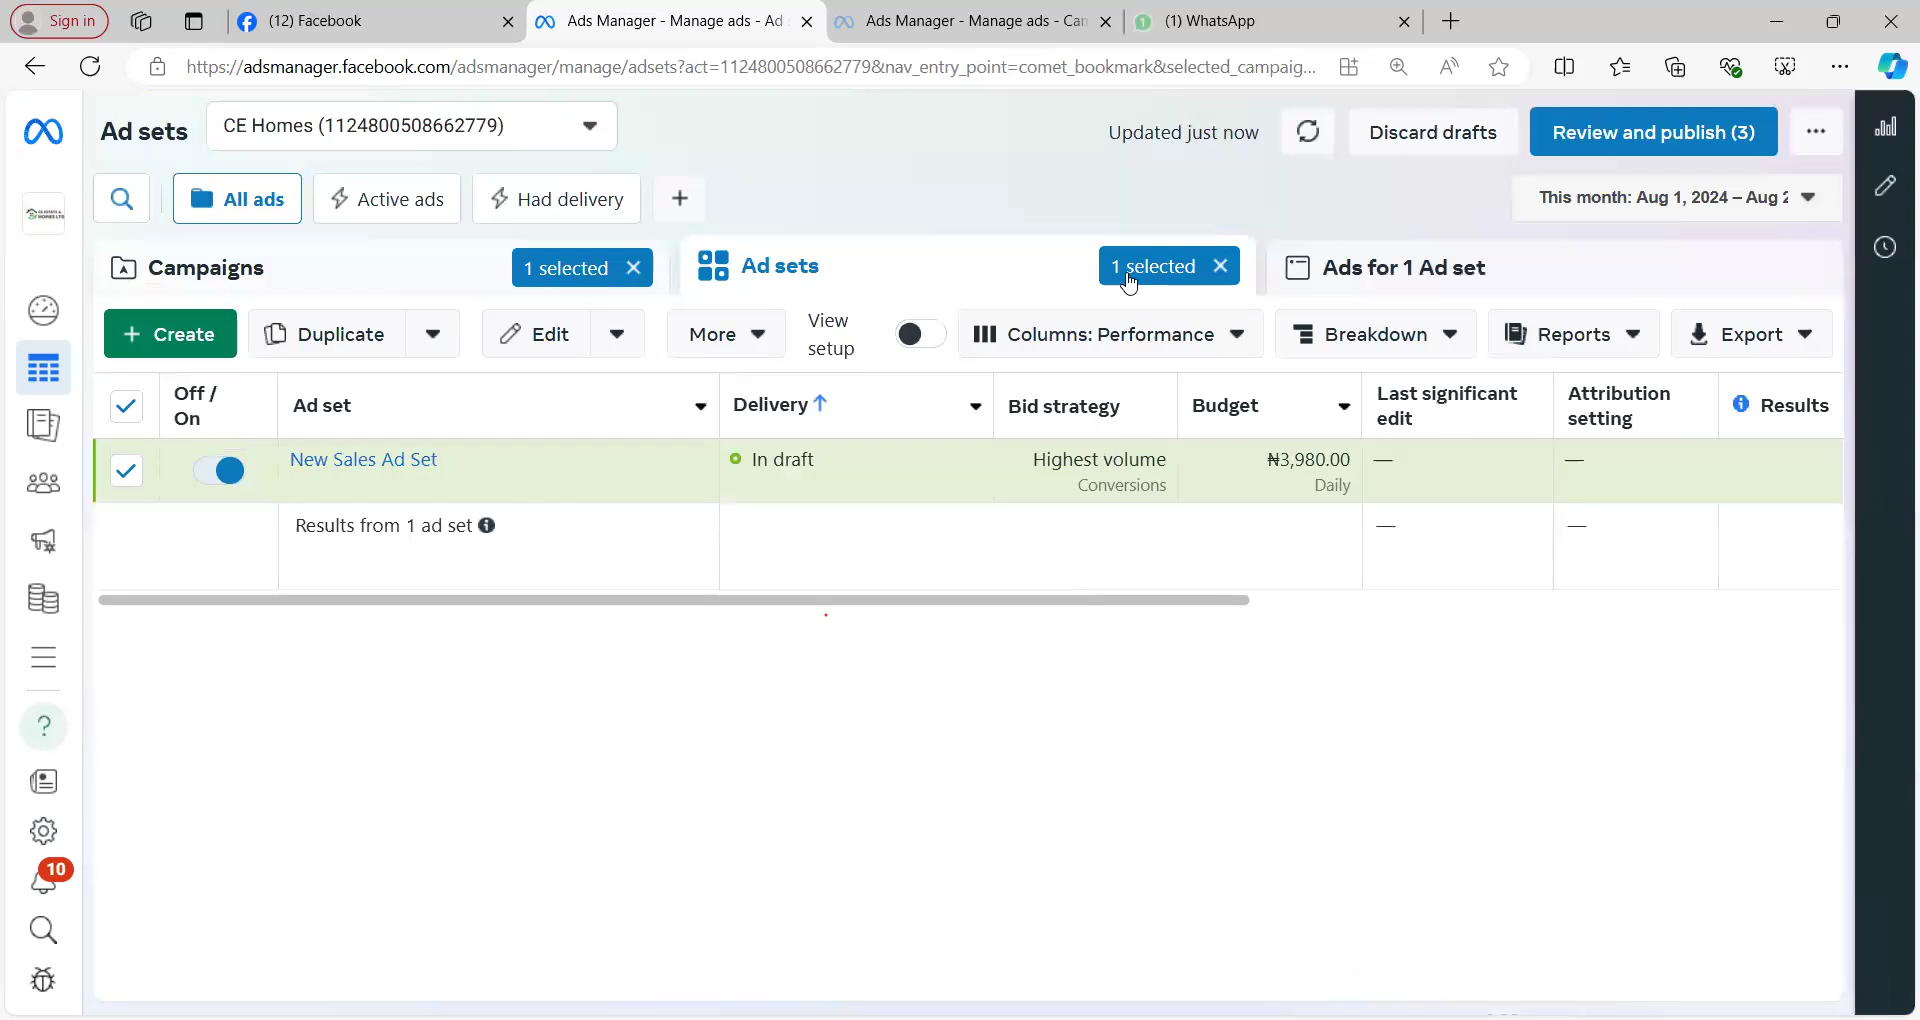 Sign in
(12) Facebook
Ads Manager - Manage ads - Ad
Ads Manager - Manage ads - Can
1
(1) WhatsApp
https://adsmanager.facebook.com/adsmanager/manage/adsets?act=1124800508662779&nav_entry_point=comet_bookmark&selected_campaig...
Ad sets
CE Homes (1124800508662779)
Updated just now
Discard drafts
Review and publish (3)
All ads
Active ads
Had delivery
This month: Aug 1, 2024 – Aug 2
Campaigns
1 selected
Ad sets
1 selected
Ads for 1 Ad set
Create
Duplicate
Edit
More
View setup
Columns: Performance
Breakdown
Reports
Export
Off / On
Ad set
Delivery
Bid strategy
Budget
Last significant edit
Attribution setting
Results
New Sales Ad Set
In draft
Highest volume
Conversions
₦3,980.00
Daily
—
—
Results from 1 ad set
—
—
10